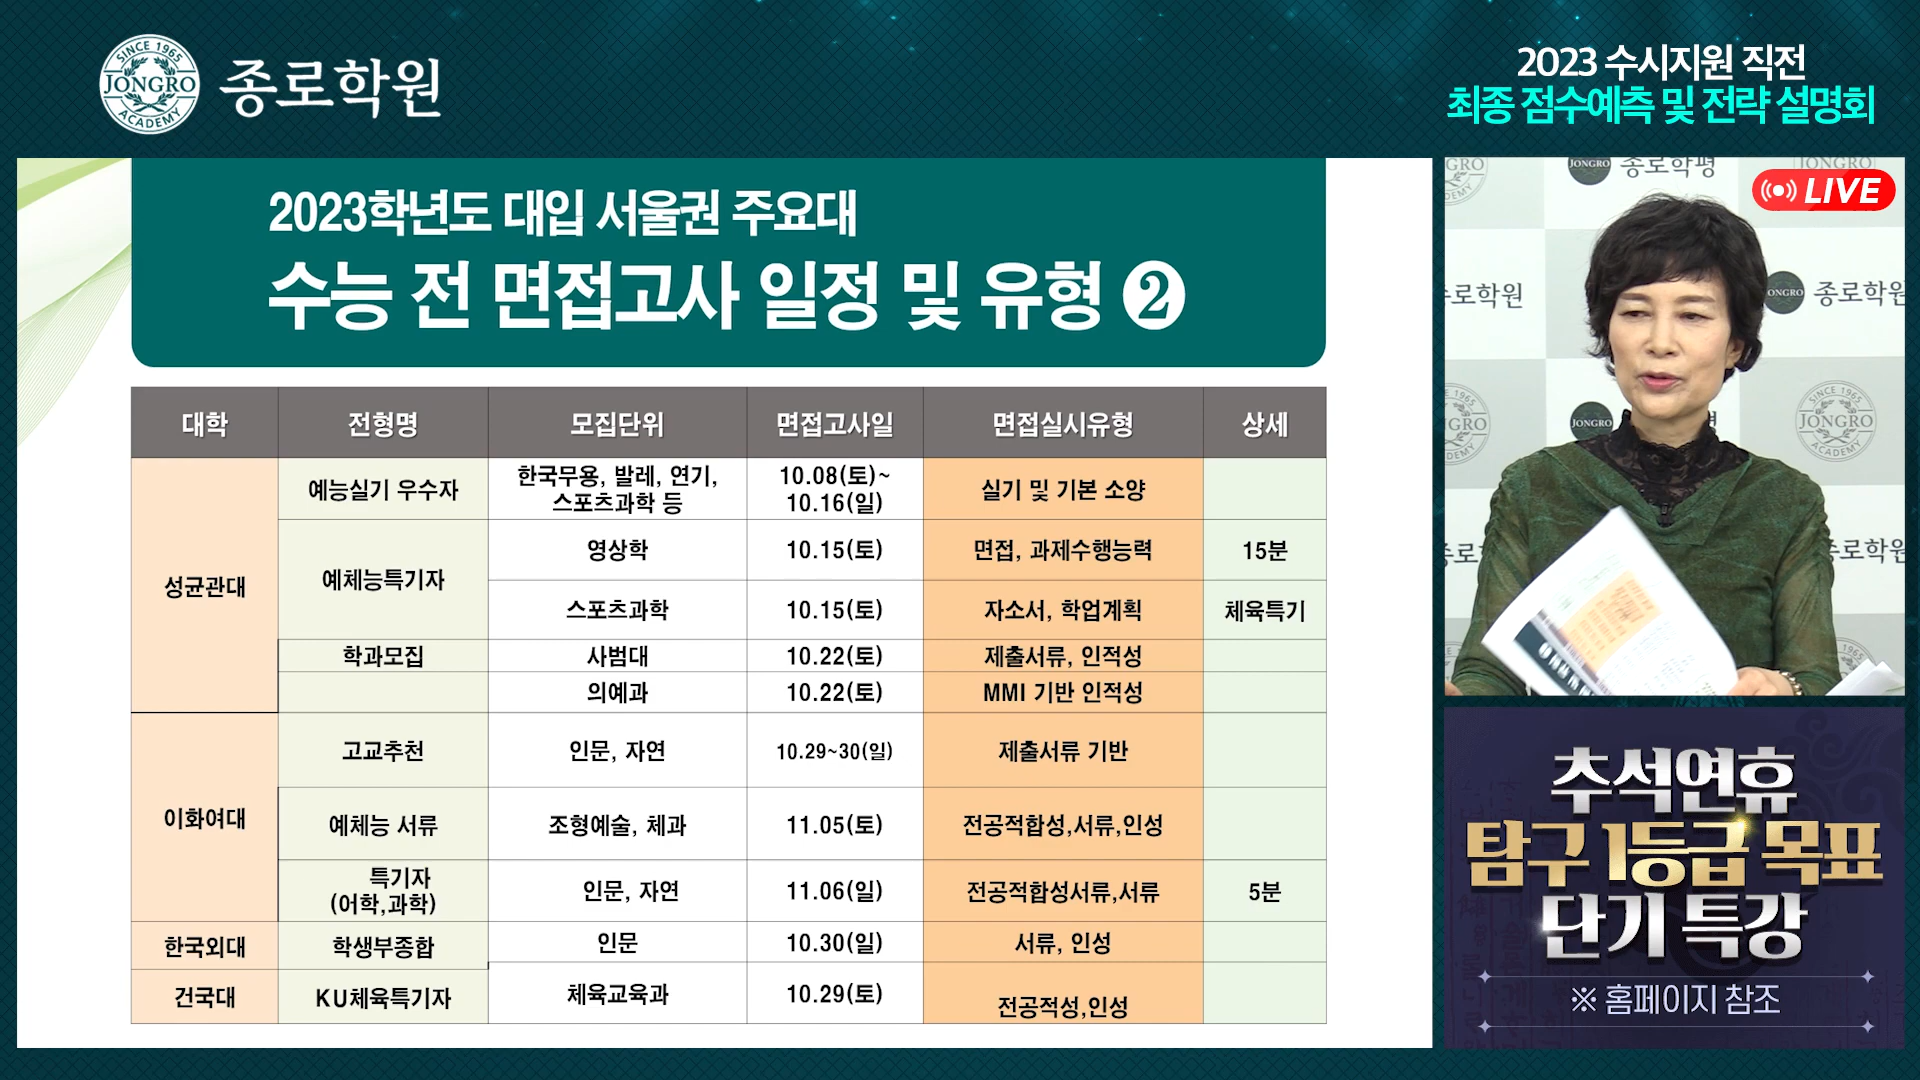 SINCE 1965
JONGRO
ACADEMY
종로학원
2023 수시지원 직전
최종 점수예측 및 전략 설명회
2023학년도 대입 서울권 주요대
수능 전 면접고사 일정 및 유형 ❷
대학 전형명 모집단위 면접고사일 면접실시유형 상세
성균관대
예능실기 우수자
한국무용, 발레, 연기,
스포츠과학 등
10.08(토)~
10.16(일)
실기 및 기본 소양
예체능특기자
영상학 10.15(토) 면접, 과제수행능력 15분
스포츠과학 10.15(토) 자소서, 학업계획 체육특기
학과모집 사범대 10.22(토) 제출서류, 인적성
의예과 10.22(토) MMI 기반 인적성
이화여대
고교추천 인문, 자연 10.29~30(일) 제출서류 기반
예체능 서류 조형예술, 체과 11.05(토) 전공적합성,서류,인성
특기자
(어학,과학)
인문, 자연 11.06(일) 전공적합성서류,서류 5분
한국외대 학생부종합 인문 10.30(일) 서류, 인성
건국대 KU체육특기자 체육교육과 10.29(토) 전공적성,인성
LIVE
JONGRO 종로학평
JONGRO
종로학원
JONGRO 종로학원
JONGRO
SINCE 1965
JONGRO
ACADEMY
추석연휴
탐구 1등급 목표
단기 특강
※ 홈페이지 참조